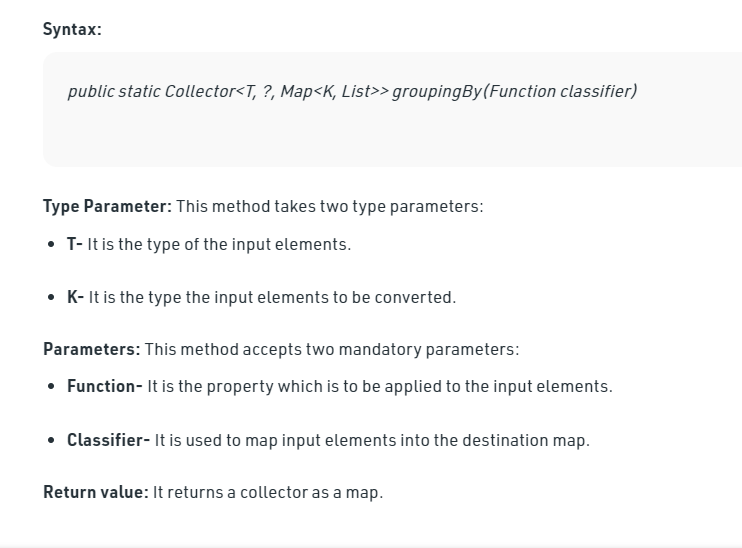 Syntax:
public static Collector<T, ?, Map<K, List>> groupingBy(Function classifier)
Type Parameter: This method takes two type parameters:
• T- It is the type of the input elements.
• K- It is the type the input elements to be converted.
Parameters: This method accepts two mandatory parameters:
• Function- It is the property which is to be applied to the input elements.
• Classifier- It is used to map input elements into the destination map.
Return value: It returns a collector as a map.